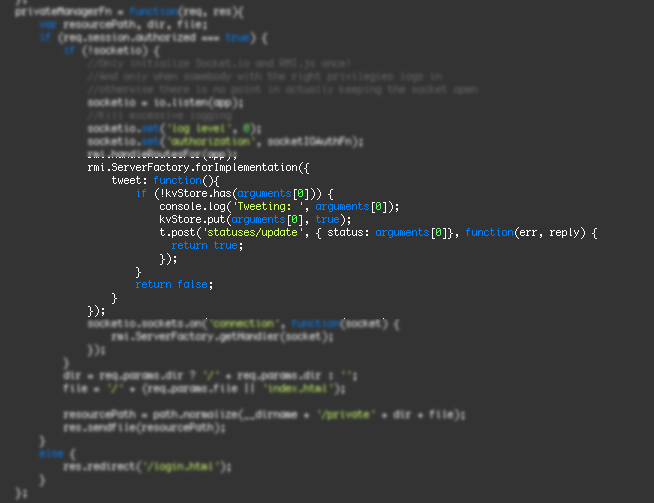 privateManagerFn = function(req, res){
var resourcePath, dir, file;
if (req.session.authorized === true) {
if (!socketio) {
//Only initialize Socket.io and RMI.js once!
//And only when somebody with the right privilegies logs in
//otherwise there is no point in actually keeping the socket open
socketio = io.listen(app);
//Kill excessive logging
socketio.set('log level', 0);
socketio.set('authorization', socketIOAuthFn);
rmi.handleRoutesFor(app);
rmi.ServerFactory.forImplementation({
tweet: function(){
if (!kvStore.has(arguments[0])) {
console.log('Tweeting: ', arguments[0]);
kvStore.put(arguments[0], true);
t.post('statuses/update', { status: arguments[0]}, function(err, reply) {
return true;
});
}
return false;
}
});
socketio.sockets.on('connection', function(socket) {
rmi.ServerFactory.getHandler(socket);
});
}
dir = req.params.dir ? '/' + req.params.dir : '';
file = '/' + (req.params.file || 'index.html');
resourcePath = path.normalize(__dirname + '/private' + dir + file);
res.sendfile(resourcePath);
}
else {
res.redirect('/login.html');
}
};